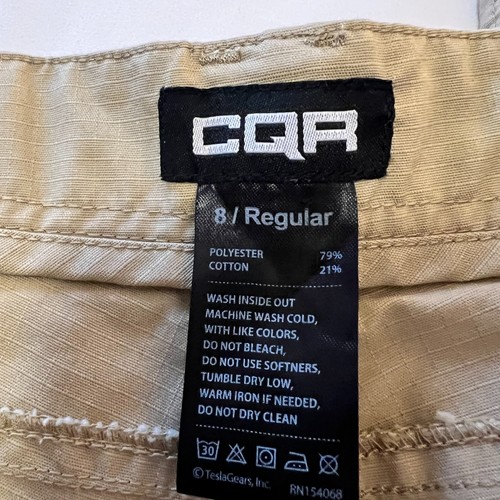 CQR
8 / Regular
POLYESTER 79%
COTTON 21%
WASH INSIDE OUT
MACHINE WASH COLD,
WITH LIKE COLORS,
DO NOT BLEACH,
DO NOT USE SOFTNERS,
TUMBLE DRY LOW,
WARM IRON IF NEEDED,
DO NOT DRY CLEAN
30
© TeslaGears, Inc. RN154068